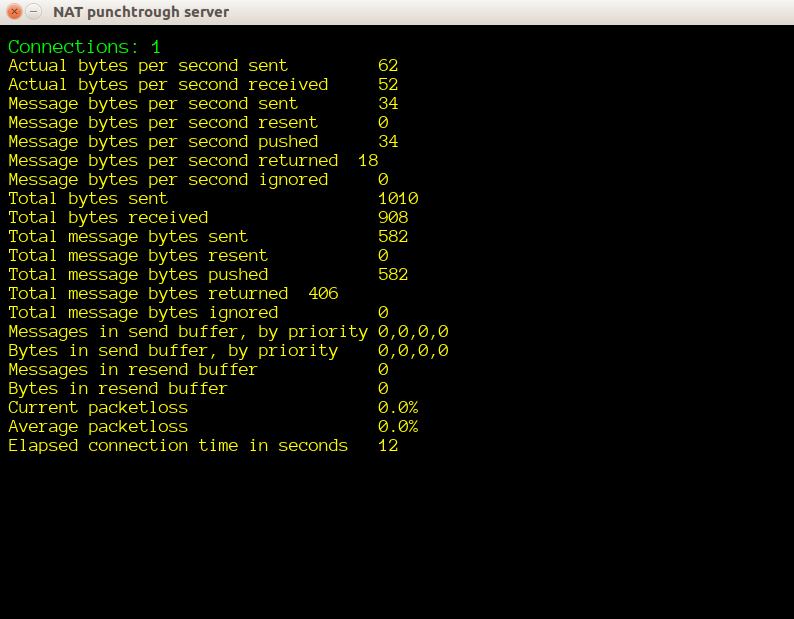 NAT punchtrough server
Connections: 1
Actual bytes per second sent 62
Actual bytes per second received 52
Message bytes per second sent 34
Message bytes per second resent 0
Message bytes per second pushed 34
Message bytes per second returned 18
Message bytes per second ignored 0
Total bytes sent 1010
Total bytes received 908
Total message bytes sent 582
Total message bytes resent 0
Total message bytes pushed 582
Total message bytes returned 406
Total message bytes ignored 0
Messages in send buffer, by priority 0,0,0,0
Bytes in send buffer, by priority 0,0,0,0
Messages in resend buffer 0
Bytes in resend buffer 0
Current packetloss 0.0%
Average packetloss 0.0%
Elapsed connection time in seconds 12